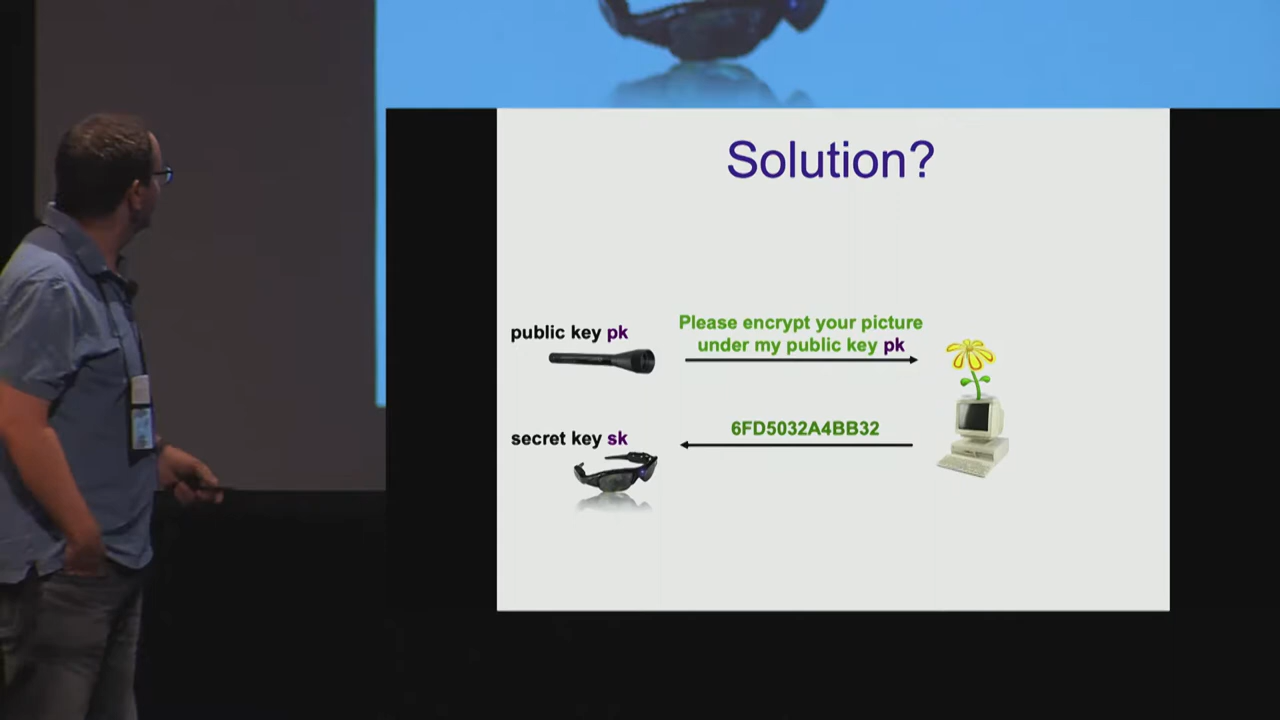 Solution?
public key pk
Please encrypt your picture
under my public key pk
secret key sk
6FD5032A4BB32